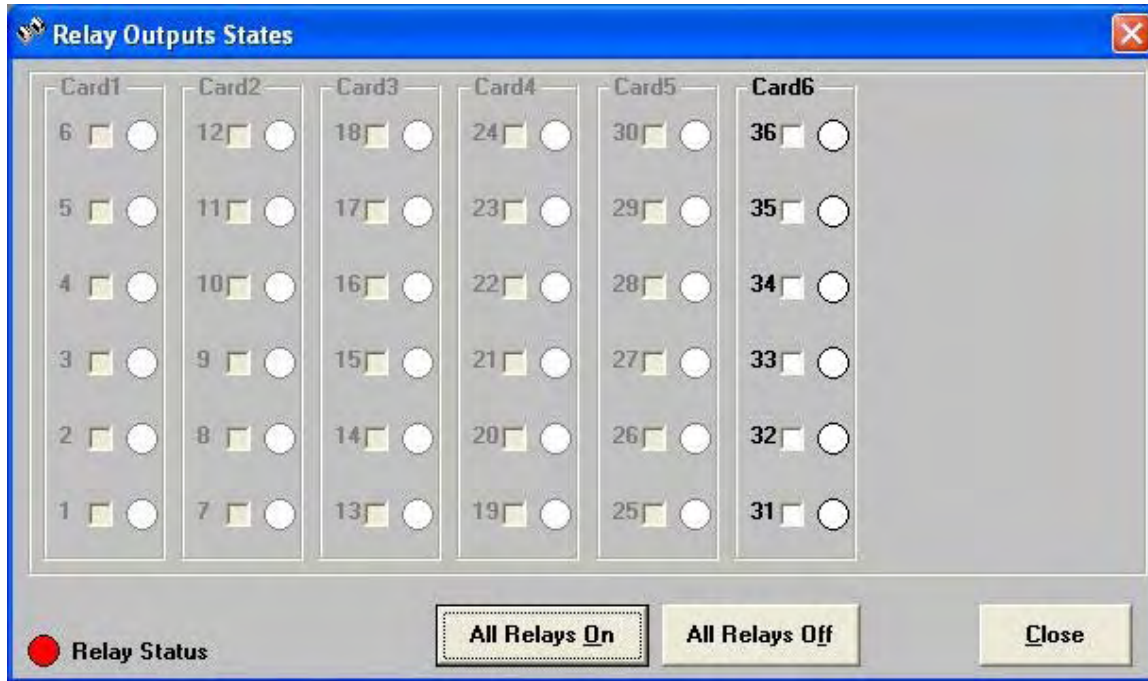 Relay Outputs States
Card1 Card2 Card3 Card4 Card5 Card6
6 12 18 24 30 36
5 11 17 23 29 35
4 10 16 22 28 34
3 9 15 21 27 33
2 8 14 20 26 32
1 7 13 19 25 31
Relay Status All Relays On All Relays Off Close